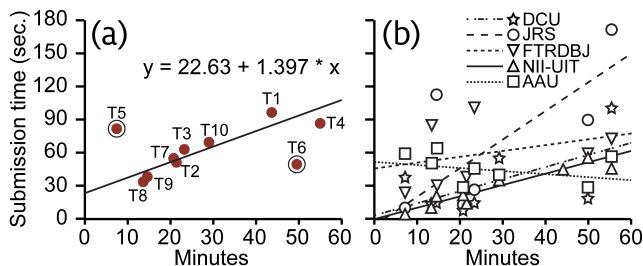 Submission time (sec.)
180
150
120
90
60
30
0
(a)
y = 22.63 + 1.397 * x
T5
T1
T4
T3
T10
T7
T2
T6
T9
T8
0 10 20 30 40 50 60
Minutes
(b)
DCU
JRS
FTRDBJ
NII-UIT
AAU
0 10 20 30 40 50 60
Minutes